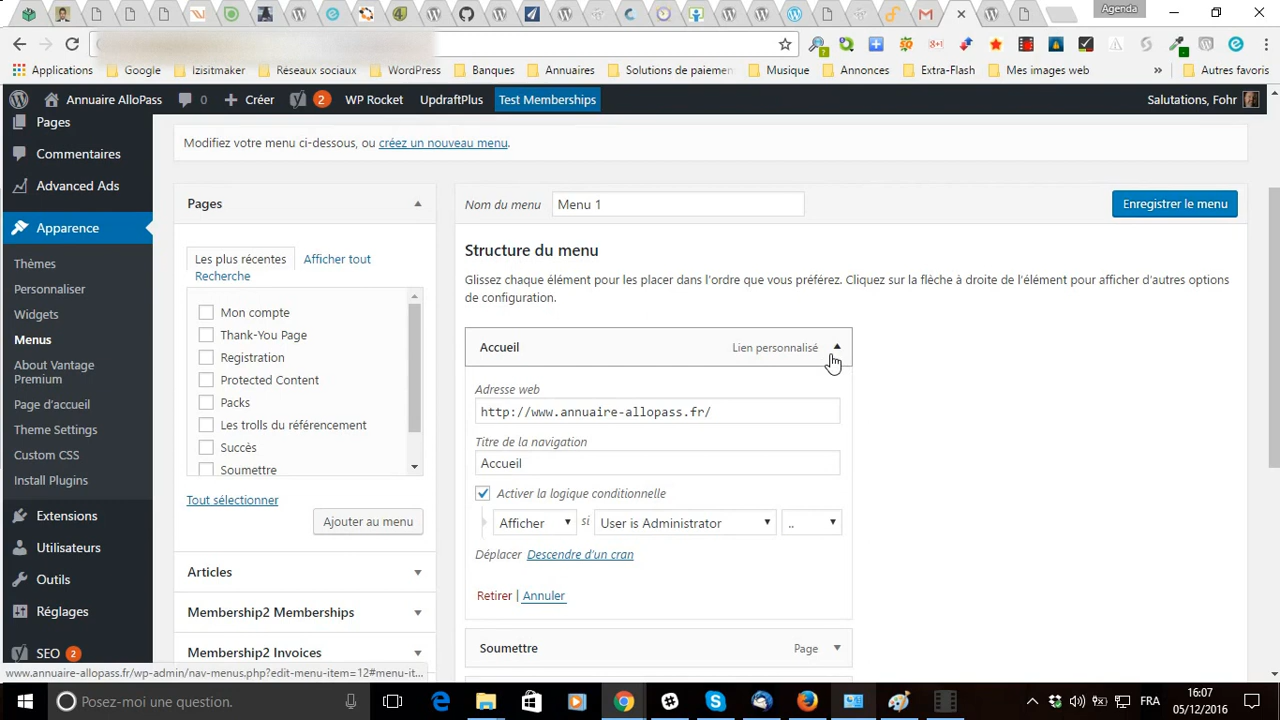 Agenda
Applications
Google
Izisitmaker
Réseaux sociaux
WordPress
Banques
Annuaires
Solutions de paiemen
Musique
Annonces
Extra-Flash
Mes images web
»
Autres favoris
Annuaire AlloPass
0
Créer
2
WP Rocket
UpdraftPlus
Test Memberships
Salutations, Fohr
Pages
Commentaires
Advanced Ads
Apparence
Thèmes
Personnaliser
Widgets
Menus
About Vantage
Premium
Page d'accueil
Theme Settings
Custom CSS
Install Plugins
Extensions
Utilisateurs
Outils
Réglages
SEO 2
Modifiez votre menu ci-dessous, ou créez un nouveau menu.
Pages
Les plus récentes
Afficher tout
Recherche
Mon compte
Thank-You Page
Registration
Protected Content
Packs
Les trolls du référencement
Succès
Soumettre
Tout sélectionner
Ajouter au menu
Articles
Membership2 Memberships
Membership2 Invoices
Nom du menu
Menu 1
Enregistrer le menu
Structure du menu
Glissez chaque élément pour les placer dans l'ordre que vous préférez. Cliquez sur la flèche à droite de l'élément pour afficher d'autres options
de configuration.
Accueil
Lien personnalisé
Adresse web
http://www.annuaire-allopass.fr/
Titre de la navigation
Accueil
Activer la logique conditionnelle
Afficher
si
User is Administrator
..
Déplacer Descendre d'un cran
Retirer | Annuler
Soumettre
Page
www.annuaire-allopass.fr/wp-admin/nav-menus.php?edit-menu-item=12#menu-it...
Posez-moi une question.
FRA
16:07
05/12/2016